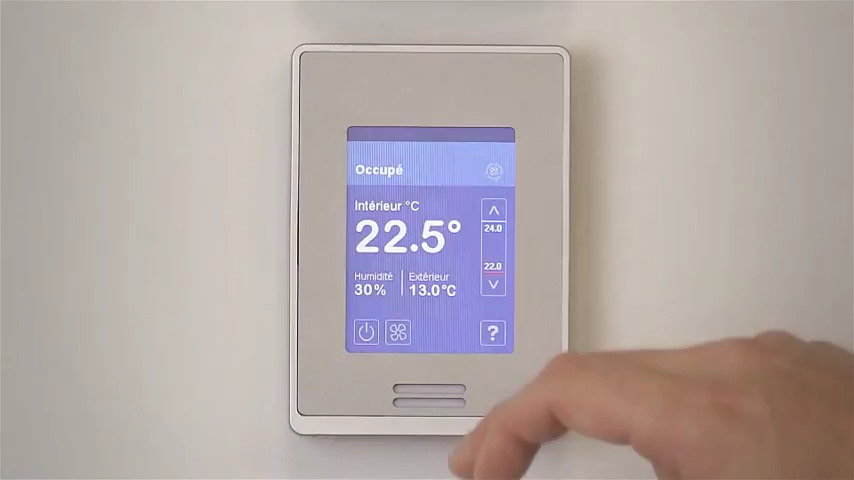 Occupé
Intérieur °C
22.5°
24.0
22.0
Humidité
30%
Extérieur
13.0°C
?